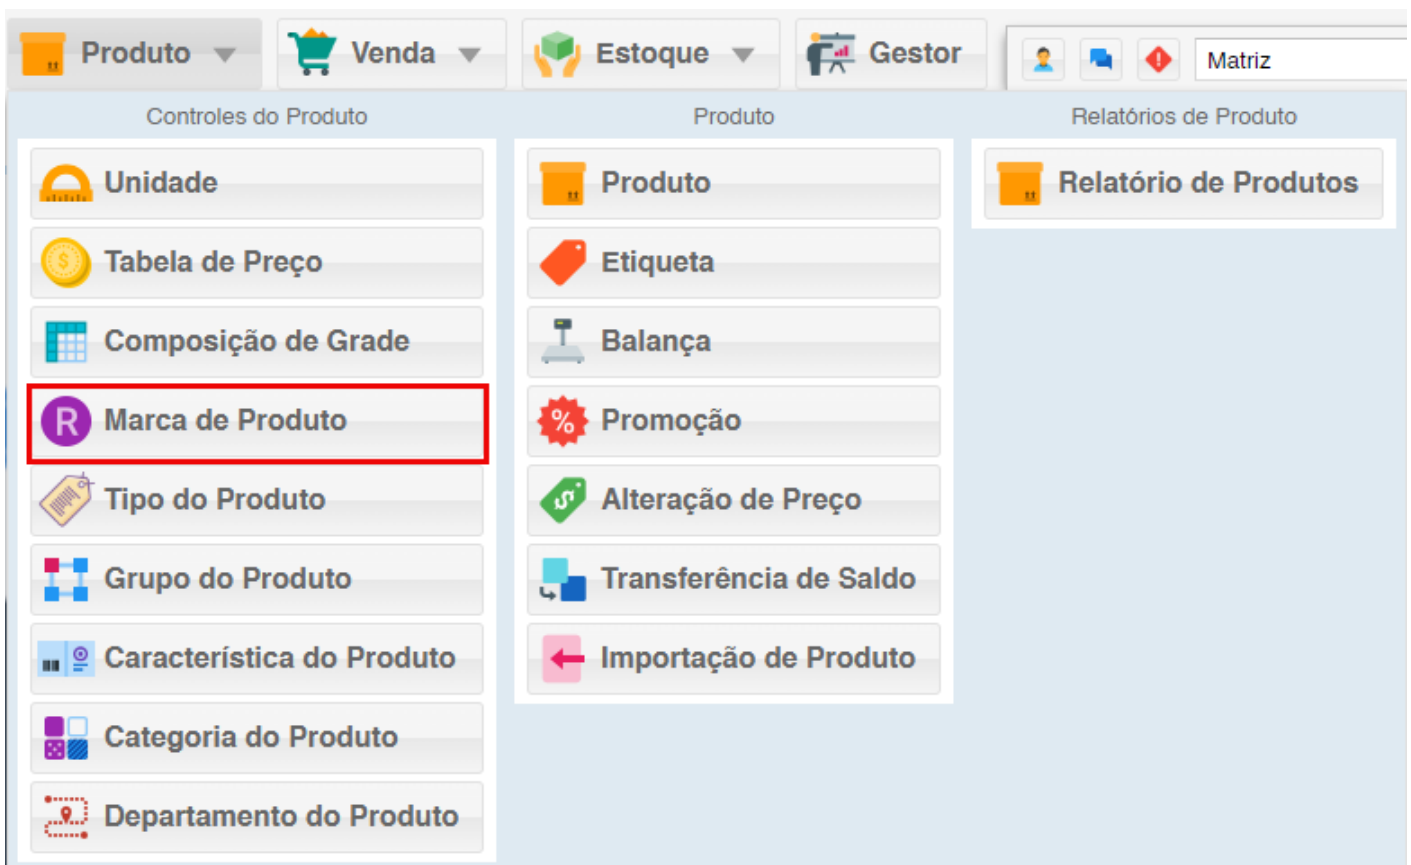 Produto
Venda
Estoque
Gestor
Matriz
Controles do Produto
Unidade
Tabela de Preço
Composição de Grade
R Marca de Produto
Tipo do Produto
Grupo do Produto
Característica do Produto
Categoria do Produto
Departamento do Produto
Produto
Produto
Etiqueta
Balança
% Promoção
Alteração de Preço
Transferência de Saldo
Importação de Produto
Relatórios de Produto
Relatório de Produtos